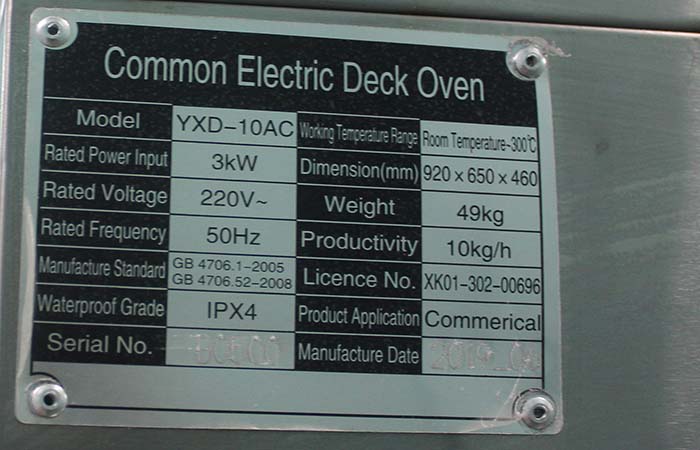 Common Electric Deck Oven
Model YXD-10AC Working Temperature Range Room Temperature-300℃
Rated Power Input 3kW Dimension(mm) 920×650×460
Rated Voltage 220V~ Weight 49kg
Rated Frequency 50Hz Productivity 10kg/h
Manufacture Standard GB 4706.1-2005
GB 4706.52-2008 Licence No. XK01-302-00696
Waterproof Grade IPX4 Product Application Commerical
Serial No. Manufacture Date